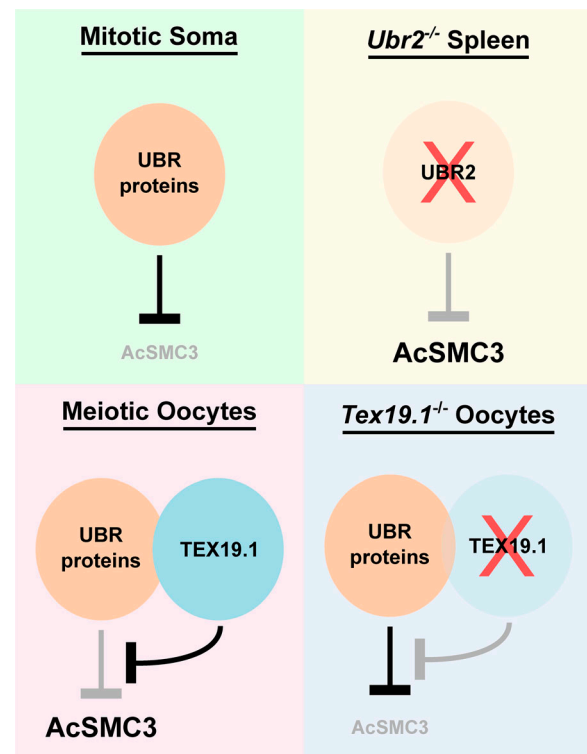 Mitotic Soma
UBR
proteins
AcSMC3
Ubr2-/- Spleen
UBR2
AcSMC3
Meiotic Oocytes
UBR
proteins
TEX19.1
AcSMC3
Tex19.1-/- Oocytes
UBR
proteins
TEX19.1
AcSMC3